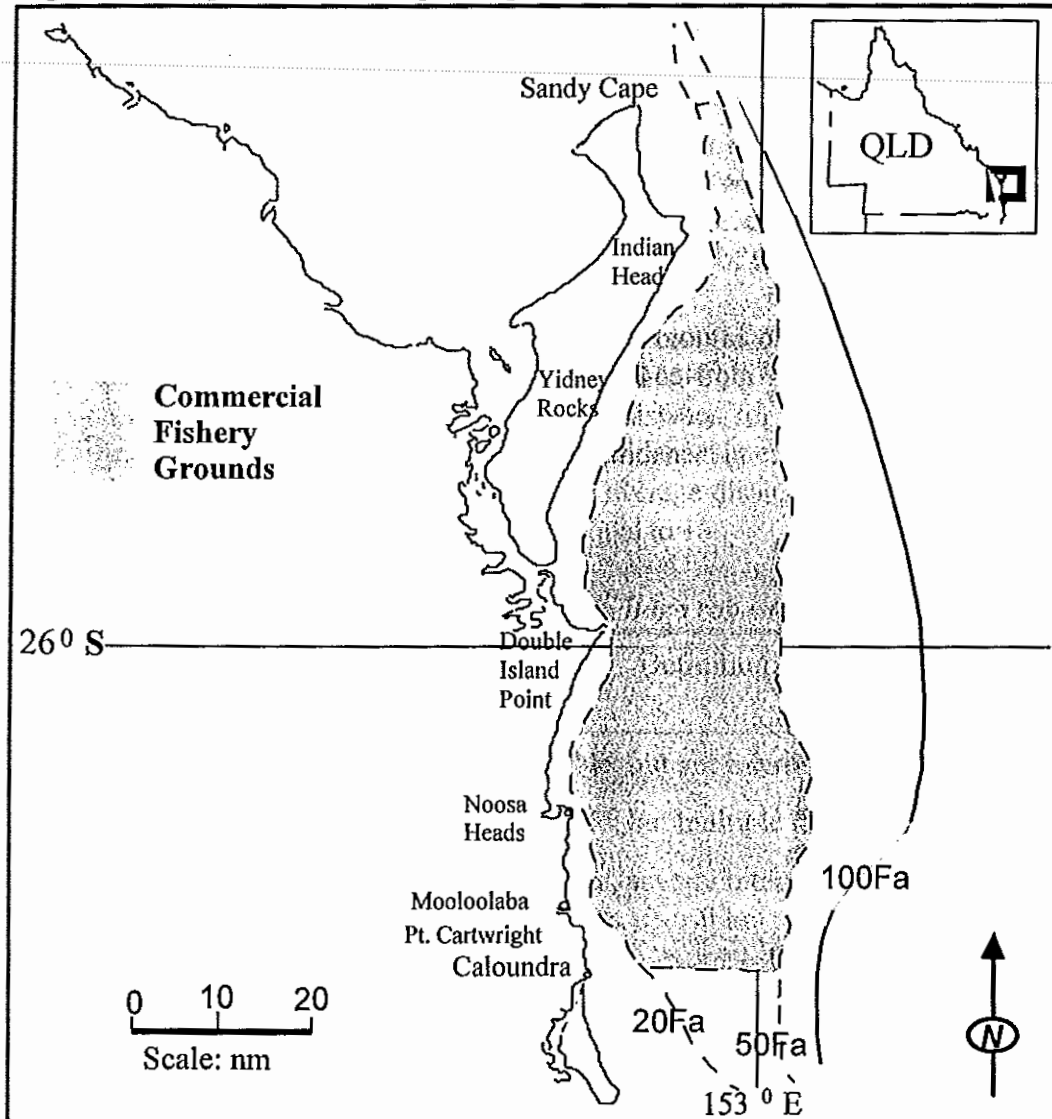 Sandy Cape
QLD
Indian
Head
Yidney
Rocks
Commercial
Fishery
Grounds
26⁰ S
Double
Island
Point
Noosa
Heads
Mooloolaba
Pt. Cartwright
Caloundra
100Fa
0 10 20
Scale: nm
20Fa
50Fa
N
153 ⁰ E